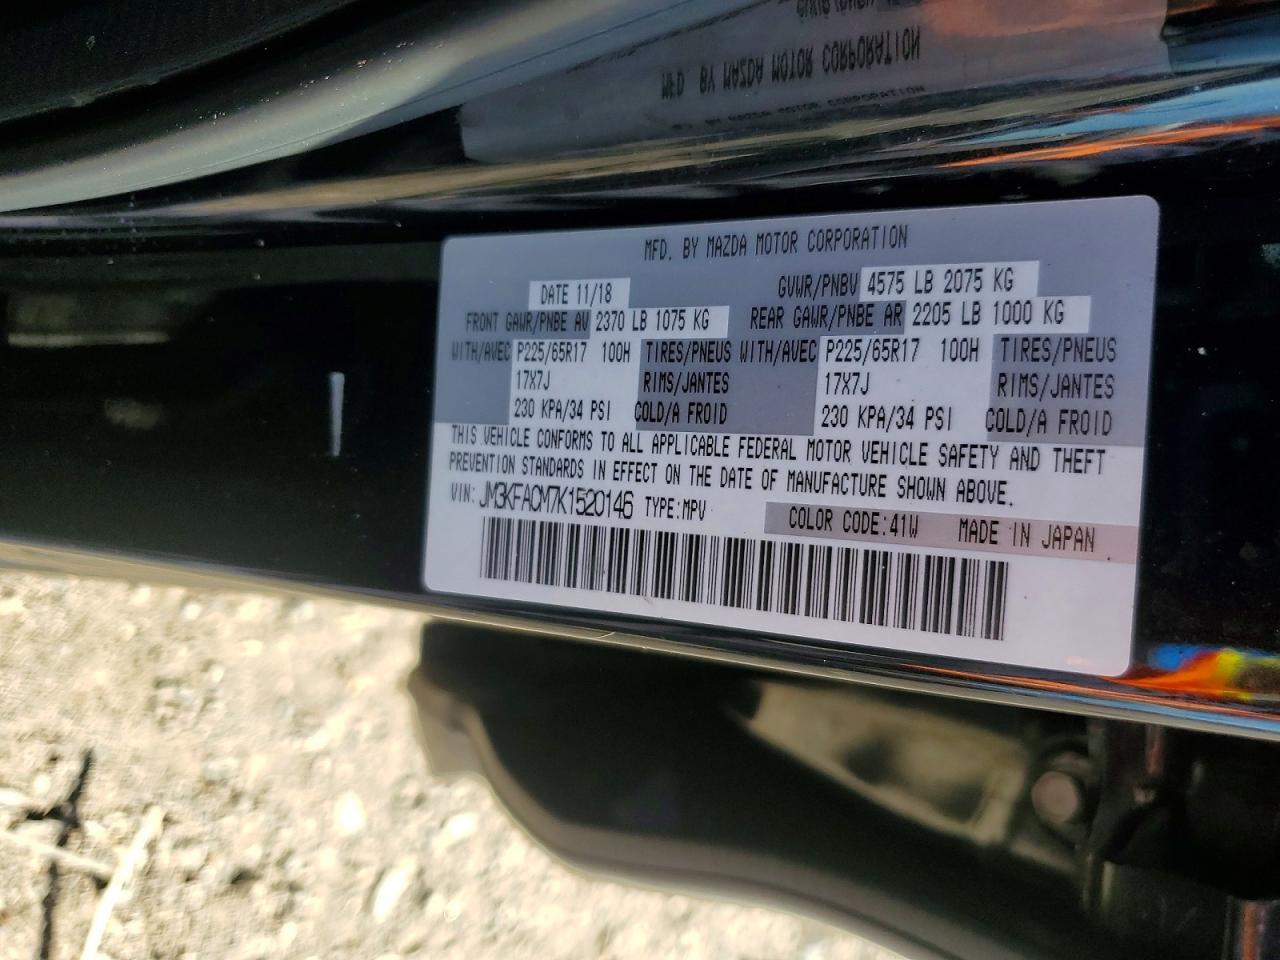 MFD. BY MAZDA MOTOR CORPORATION
MFD. BY MAZDA MOTOR CORPORATION
DATE 11/18 GVWR/PNBV 4575 LB 2075 KG
FRONT GAWR/PNBE AV 2370 LB 1075 KG REAR GAWR/PNBE AR 2205 LB 1000 KG
WITH/AVEC P225/65R17 100H TIRES/PNEUS WITH/AVEC P225/65R17 100H TIRES/PNEUS
17X7J RIMS/JANTES 17X7J RIMS/JANTES
230 KPA/34 PSI COLD/A FROID 230 KPA/34 PSI COLD/A FROID
THIS VEHICLE CONFORMS TO ALL APPLICABLE FEDERAL MOTOR VEHICLE SAFETY AND THEFT
PREVENTION STANDARDS IN EFFECT ON THE DATE OF MANUFACTURE SHOWN ABOVE.
VIN: JM3KFACM7K1520146 TYPE:MPV COLOR CODE:41W MADE IN JAPAN